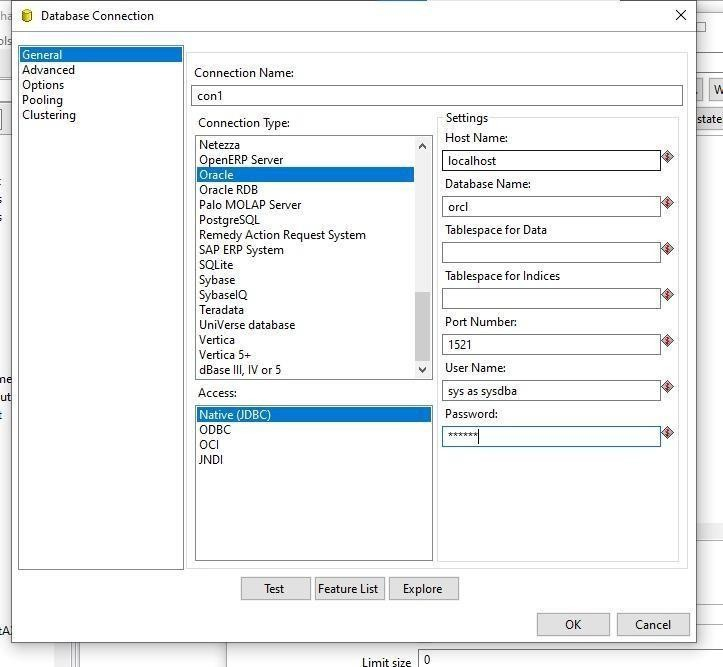 Database Connection
General
Advanced
Options
Pooling
Clustering
Connection Name:
con1
Connection Type:
Netezza
OpenERP Server
Oracle
Oracle RDB
Palo MOLAP Server
PostgreSQL
Remedy Action Request System
SAP ERP System
SQLite
Sybase
SybaseIQ
Teradata
UniVerse database
Vertica
Vertica 5+
dBase III, IV or 5
Access:
Native (JDBC)
ODBC
OCI
JNDI
Settings
Host Name:
localhost
Database Name:
orcl
Tablespace for Data
Tablespace for Indices
Port Number:
1521
User Name:
sys as sysdba
Password:
******
Test
Feature List
Explore
OK
Cancel
Limit size
0